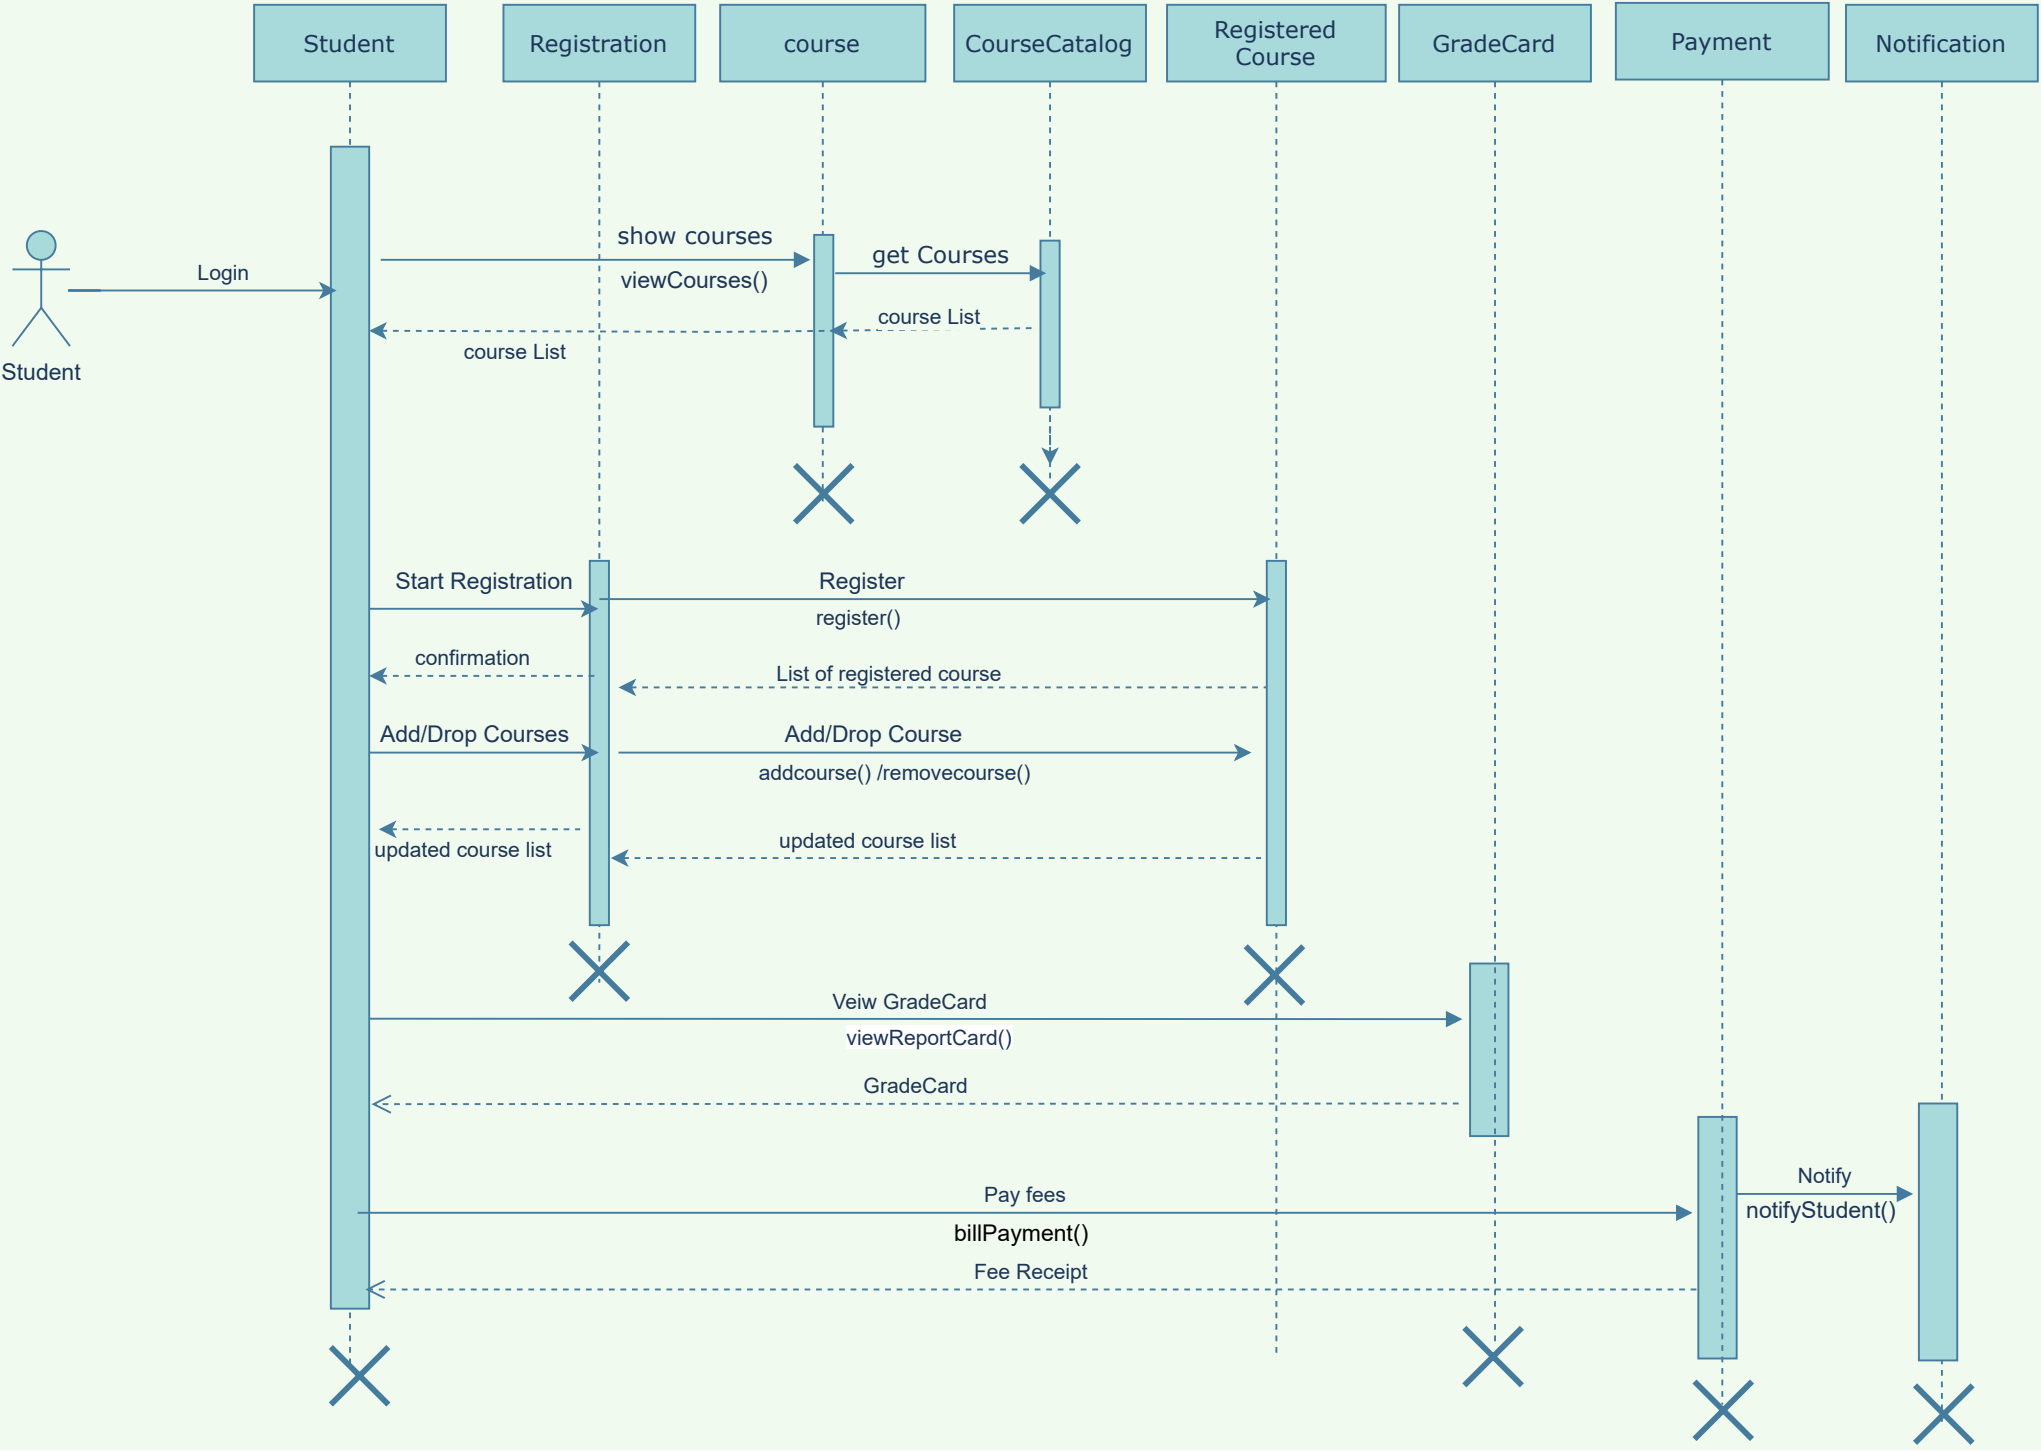 Student
Registration
course
CourseCatalog
Registered
Course
GradeCard
Payment
Notification
show courses
get Courses
Login
viewCourses()
course List
course List
Student
Start Registration
Register
register()
confirmation
List of registered course
Add/Drop Courses
Add/Drop Course
addcourse() /removecourse()
updated course list
updated course list
Veiw GradeCard
viewReportCard()
GradeCard
Notify
Pay fees
notifyStudent()
billPayment()
Fee Receipt